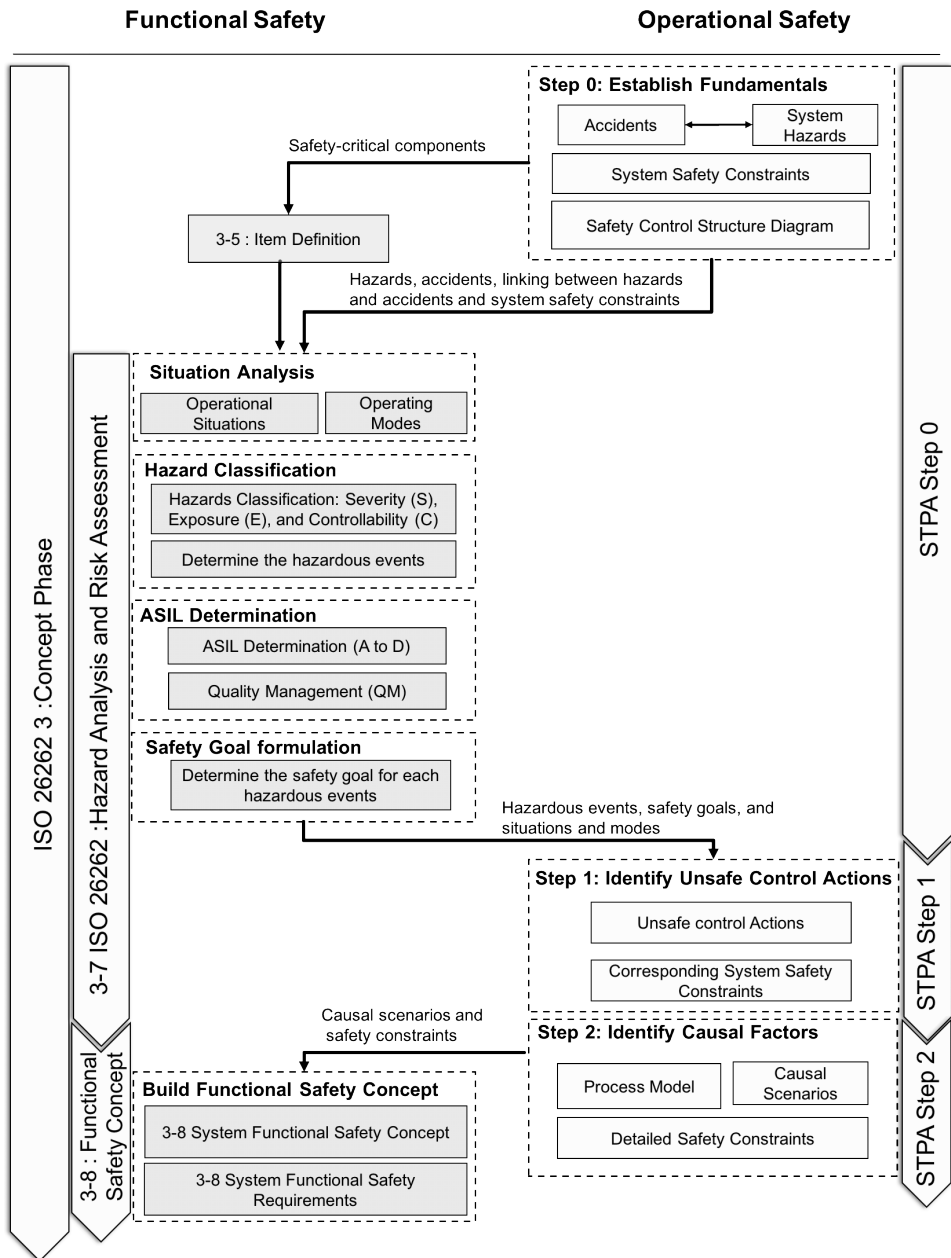 Functional Safety
Operational Safety
Step 0: Establish Fundamentals
Accidents
System
Hazards
System Safety Constraints
Safety Control Structure Diagram
Safety-critical components
3-5 : Item Definition
Hazards, accidents, linking between hazards
and accidents and system safety constraints
Situation Analysis
Operational
Situations
Operating
Modes
Hazard Classification
Hazards Classification: Severity (S),
Exposure (E), and Controllability (C)
Determine the hazardous events
ASIL Determination
ASIL Determination (A to D)
Quality Management (QM)
Safety Goal formulation
Determine the safety goal for each
hazardous events
Hazardous events, safety goals, and
situations and modes
Step 1: Identify Unsafe Control Actions
Unsafe control Actions
Corresponding System Safety
Constraints
Causal scenarios and
safety constraints
Step 2: Identify Causal Factors
Process Model
Causal
Scenarios
Detailed Safety Constraints
Build Functional Safety Concept
3-8 System Functional Safety Concept
3-8 System Functional Safety
Requirements
ISO 26262 3 :Concept Phase
3-7 ISO 26262 :Hazard Analysis and Risk Assessment
3-8 : Functional
Safety Concept
STPA Step 0
STPA Step 1
STPA Step 2